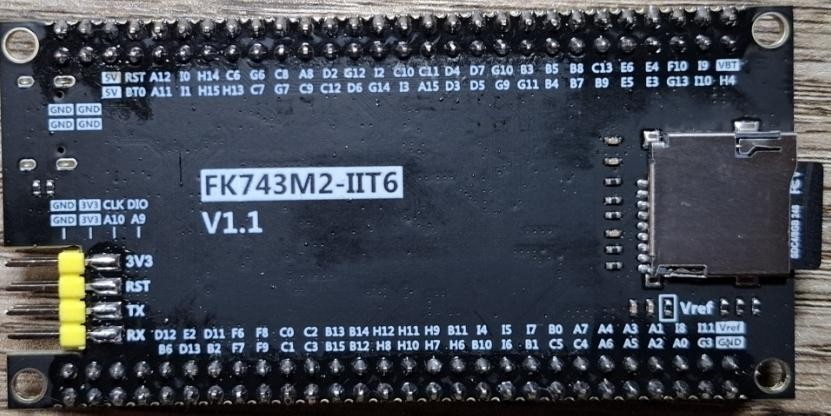 5V RST A12 I0 H14 C6 G6 C8 A8 D2 G12 I2 C10 C11 D4 D7 G10 B3 B5 B8 C13 E6 E4 F10 I9 VBT
5V BT0 A11 I1 H15 H13 C7 G7 C9 C12 D6 G14 I3 A15 D3 D5 G9 G11 B4 B7 B9 E5 E3 G13 I10 H4
GND GND
GND GND
FK743M2-IIT6
V1.1
GND 3V3 CLK DIO
GND 3V3 A10 A9
3V3
RST
TX
RX
Vref
D12 E2 D11 F6 F8 C0 C2 B13 B14 H12 H11 H9 B11 I4 I5 I7 B0 A7 A4 A3 A1 I8 I11 Vref
B6 D13 B2 F7 F9 C1 C3 B15 B12 H8 H10 H7 H6 B10 I6 B1 C5 C4 A6 A5 A2 A0 G3 GND